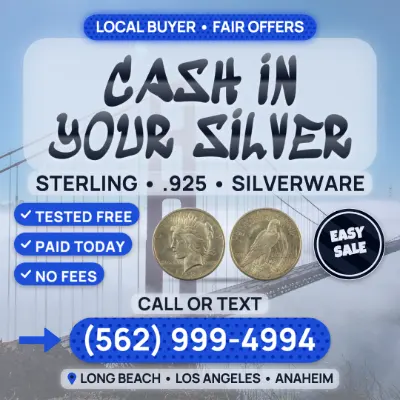 LOCAL BUYER • FAIR OFFERS
CASH IN
YOUR SILVER
STERLING • .925 • SILVERWARE
✓ TESTED FREE
✓ PAID TODAY
✓ NO FEES
EASY
SALE
CALL OR TEXT
(562) 999-4994
LONG BEACH • LOS ANGELES • ANAHEIM